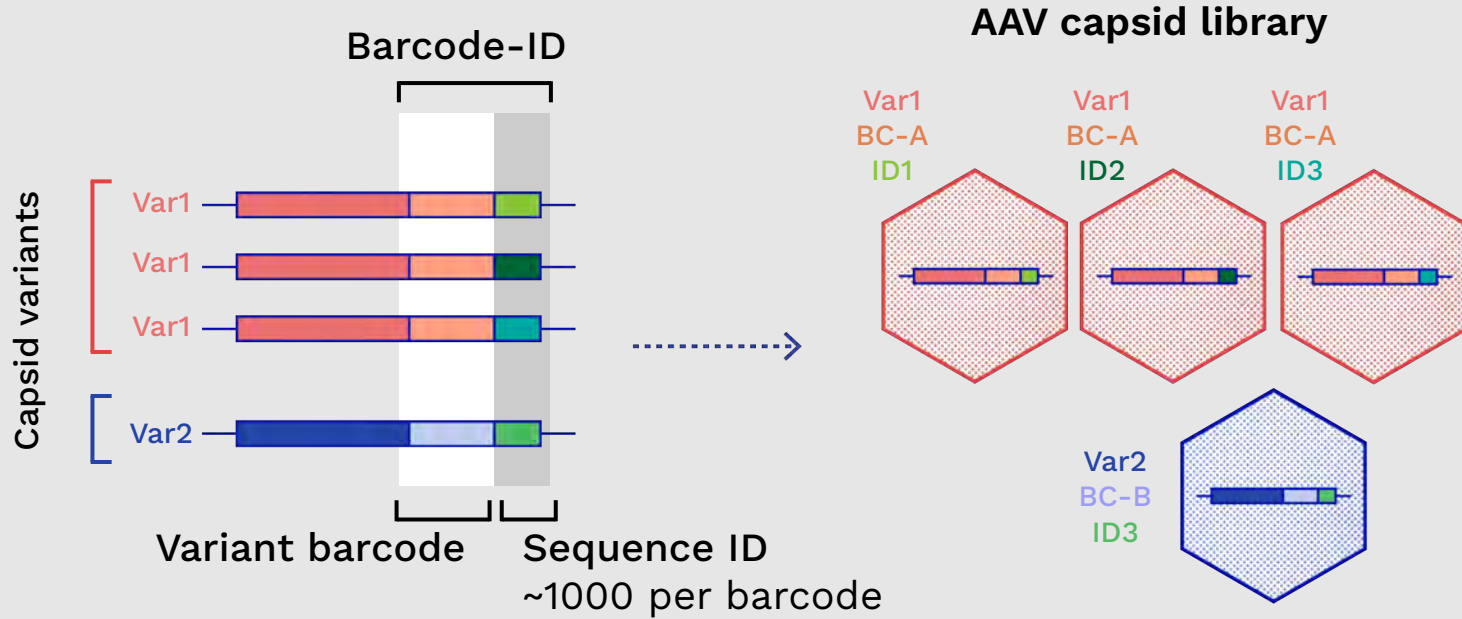 Barcode-ID
Capsid variants
Var1
Var1
Var1
Var2
Variant barcode
Sequence ID
~1000 per barcode
AAV capsid library
Var1
BC-A
ID1
Var1
BC-A
ID2
Var1
BC-A
ID3
Var2
BC-B
ID3